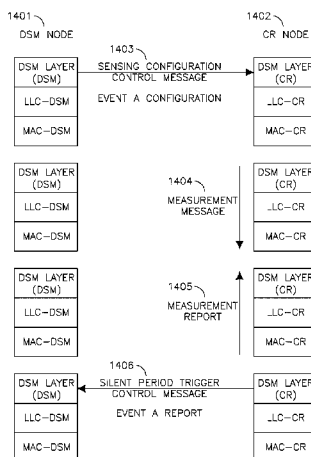 1401
1402
DSM NODE
CR NODE
1403
DSM LAYER
(DSM)
LLC-DSM
MAC-DSM
SENSING CONFIGURATION
CONTROL MESSAGE
EVENT A CONFIGURATION
DSM LAYER
(CR)
LLC-CR
MAC-CR
DSM LAYER
(DSM)
LLC-DSM
MAC-DSM
1404
MEASUREMENT
MESSAGE
DSM LAYER
(CR)
LLC-CR
MAC-CR
DSM LAYER
(DSM)
LLC-DSM
MAC-DSM
1405
MEASUREMENT
REPORT
DSM LAYER
(CR)
LLC-CR
MAC-CR
1406
DSM LAYER
(DSM)
LLC-DSM
MAC-DSM
SILENT PERIOD TRIGGER
CONTROL MESSAGE
EVENT A REPORT
DSM LAYER
(CR)
LLC-CR
MAC-CR